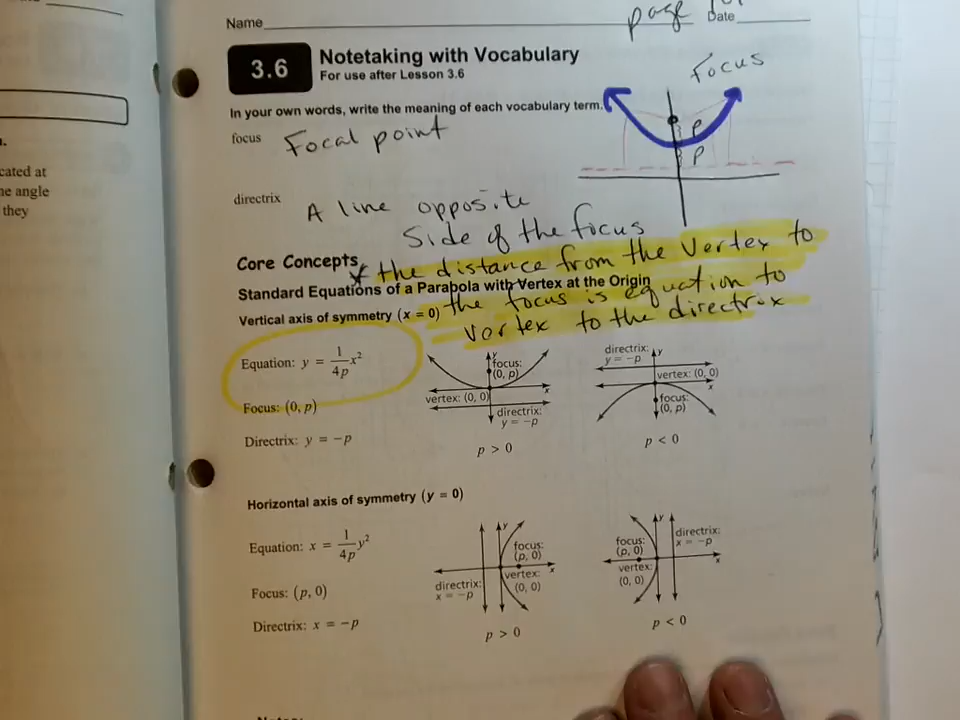 page
Name Date
3.6 Notetaking with Vocabulary
For use after Lesson 3.6
Focus
In your own words, write the meaning of each vocabulary term.
focus Focal point
P
P
directrix A line opposite
Side of the focus
Core Concepts
* the distance from the Vertex to
Standard Equations of a Parabola with Vertex at the Origin
the focus is equation to
Vertical axis of symmetry (x = 0)
Vertex to the directrix
Equation: y = 1/4p x²
Focus: (0, p)
Directrix: y = −p
y
focus:
(0, p)
x
vertex: (0, 0)
directrix:
y = −p
p > 0
directrix:
y = −p
y
vertex: (0, 0)
x
focus:
(0, p)
p < 0
Horizontal axis of symmetry (y = 0)
Equation: x = 1/4p y²
Focus: (p, 0)
Directrix: x = −p
y
focus:
(p, 0)
x
directrix:
x = −p
vertex:
(0, 0)
p > 0
y
directrix:
x = −p
focus:
(p, 0)
x
vertex:
(0, 0)
p < 0
cated at
ne angle
they